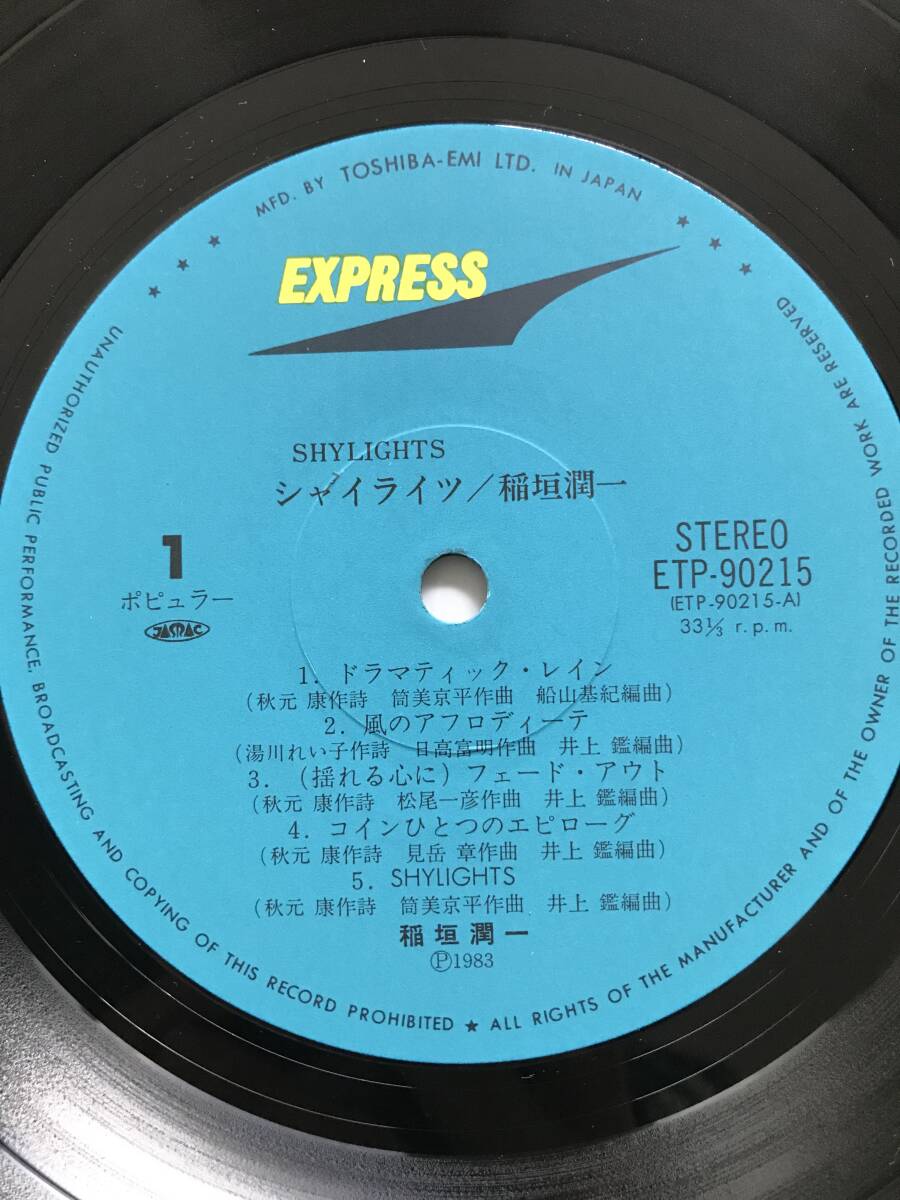 MFD. BY TOSHIBA-EMI LTD. IN JAPAN
EXPRESS
SHYLIGHTS
シャイライツ／稲垣潤一
1
ポピュラー
JASRAC
STEREO
ETP-90215
(ETP-90215-A)
33⅓ r.p.m.
1. ドラマティック・レイン
(秋元 康作詩 筒美京平作曲 船山基紀編曲)
2. 風のアフロディーテ
(湯川れい子作詩 日高富明作曲 井上 鑑編曲)
3. (揺れる心に) フェード・アウト
(秋元 康作詩 松尾一彦作曲 井上 鑑編曲)
4. コインひとつのエピローグ
(秋元 康作詩 見岳 章作曲 井上 鑑編曲)
5. SHYLIGHTS
(秋元 康作詩 筒美京平作曲 井上 鑑編曲)
稲垣潤一
Ⓟ1983
UNAUTHORIZED PUBLIC PERFORMANCE, BROADCASTING AND COPYING OF THIS RECORD PROHIBITED ★ ALL RIGHTS OF THE MANUFACTURER AND OF THE OWNER OF THE RECORDED WORK ARE RESERVED